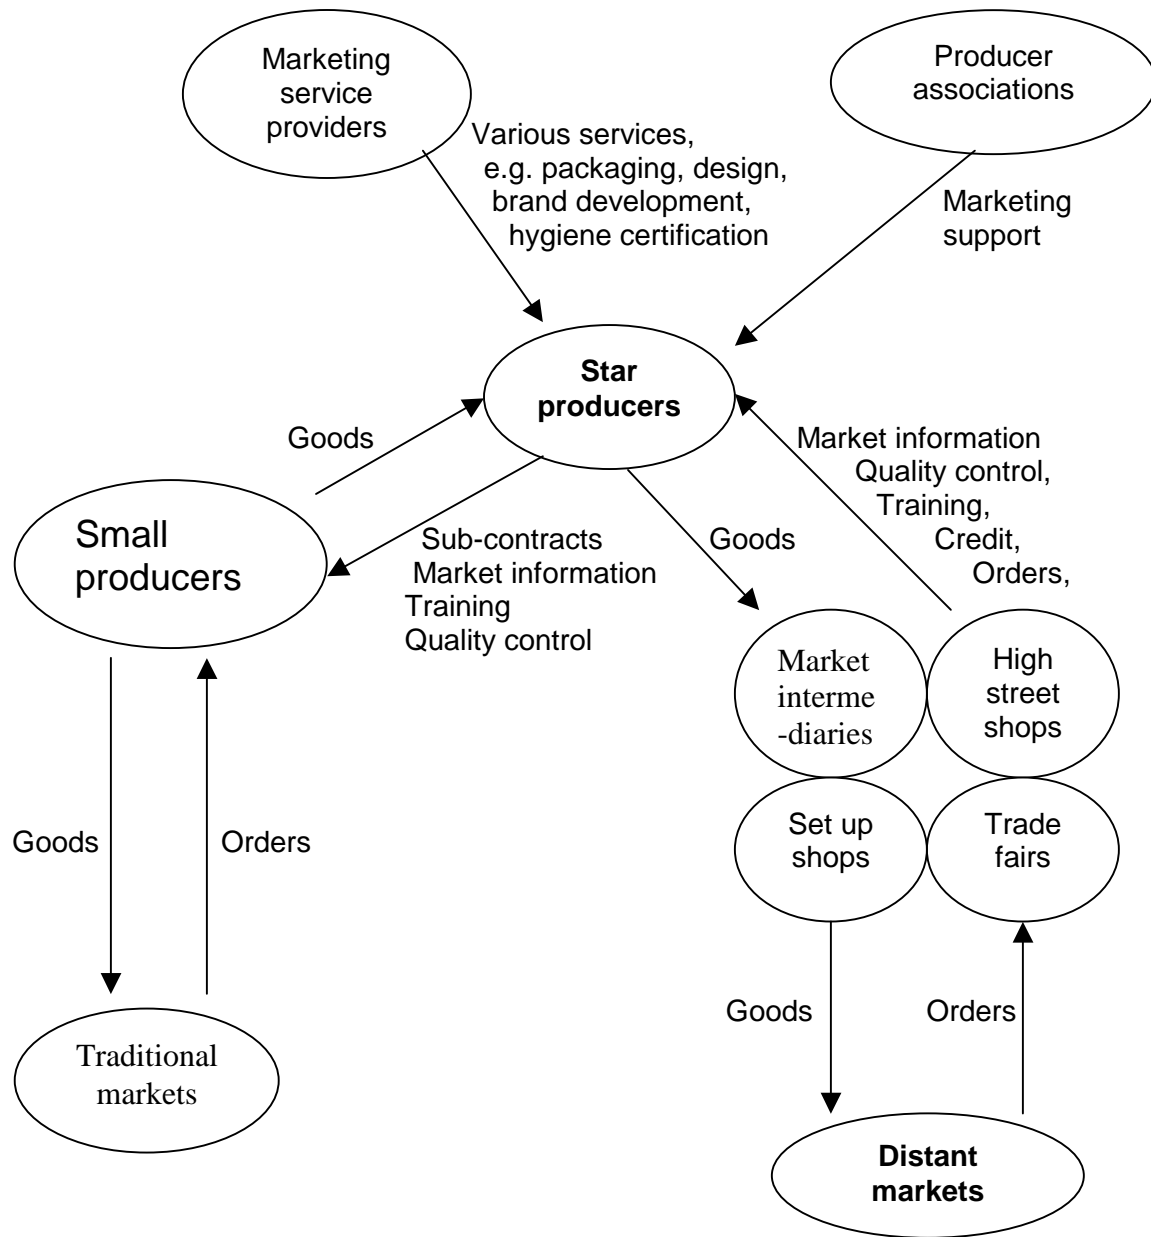 Marketing
service
providers
Producer
associations
Various services,
e.g. packaging, design,
brand development,
hygiene certification
Marketing
support
Star
producers
Goods
Market information
Quality control,
Training,
Credit,
Orders,
Small
producers
Sub-contracts
Market information
Training
Quality control
Goods
Market
interme
-diaries
High
street
shops
Goods
Orders
Set up
shops
Trade
fairs
Goods
Orders
Traditional
markets
Distant
markets